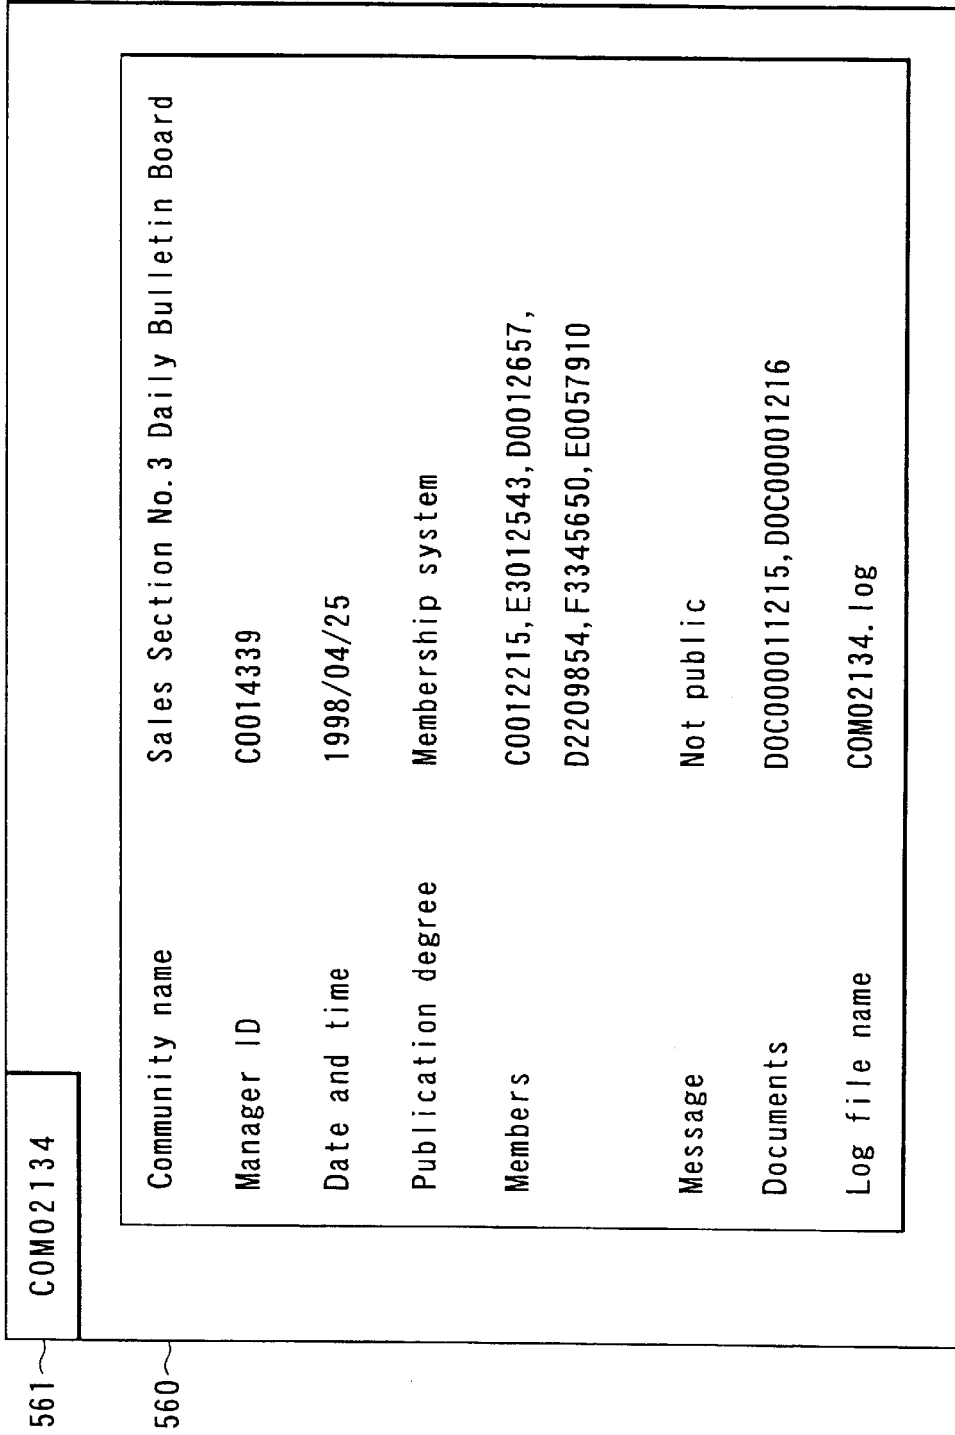 561
COM02134
560
Community name Sales Section No.3 Daily Bulletin Board
Manager ID C0014339
Date and time 1998/04/25
Publication degree Membership system
Members C0012215,E3012543,D0012657,
D2209854,F3345650,E0057910
Message Not public
Documents DOC000011215,DOC00001216
Log file name COM02134.log